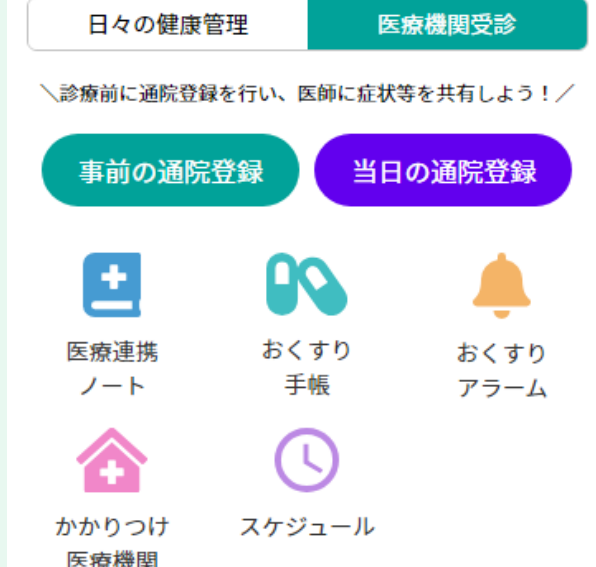 日々の健康管理 医療機関受診
＼診療前に通院登録を行い、医師に症状等を共有しよう！／
事前の通院登録 当日の通院登録
医療連携
ノート
おくすり
手帳
おくすり
アラーム
かかりつけ
医療機関
スケジュール